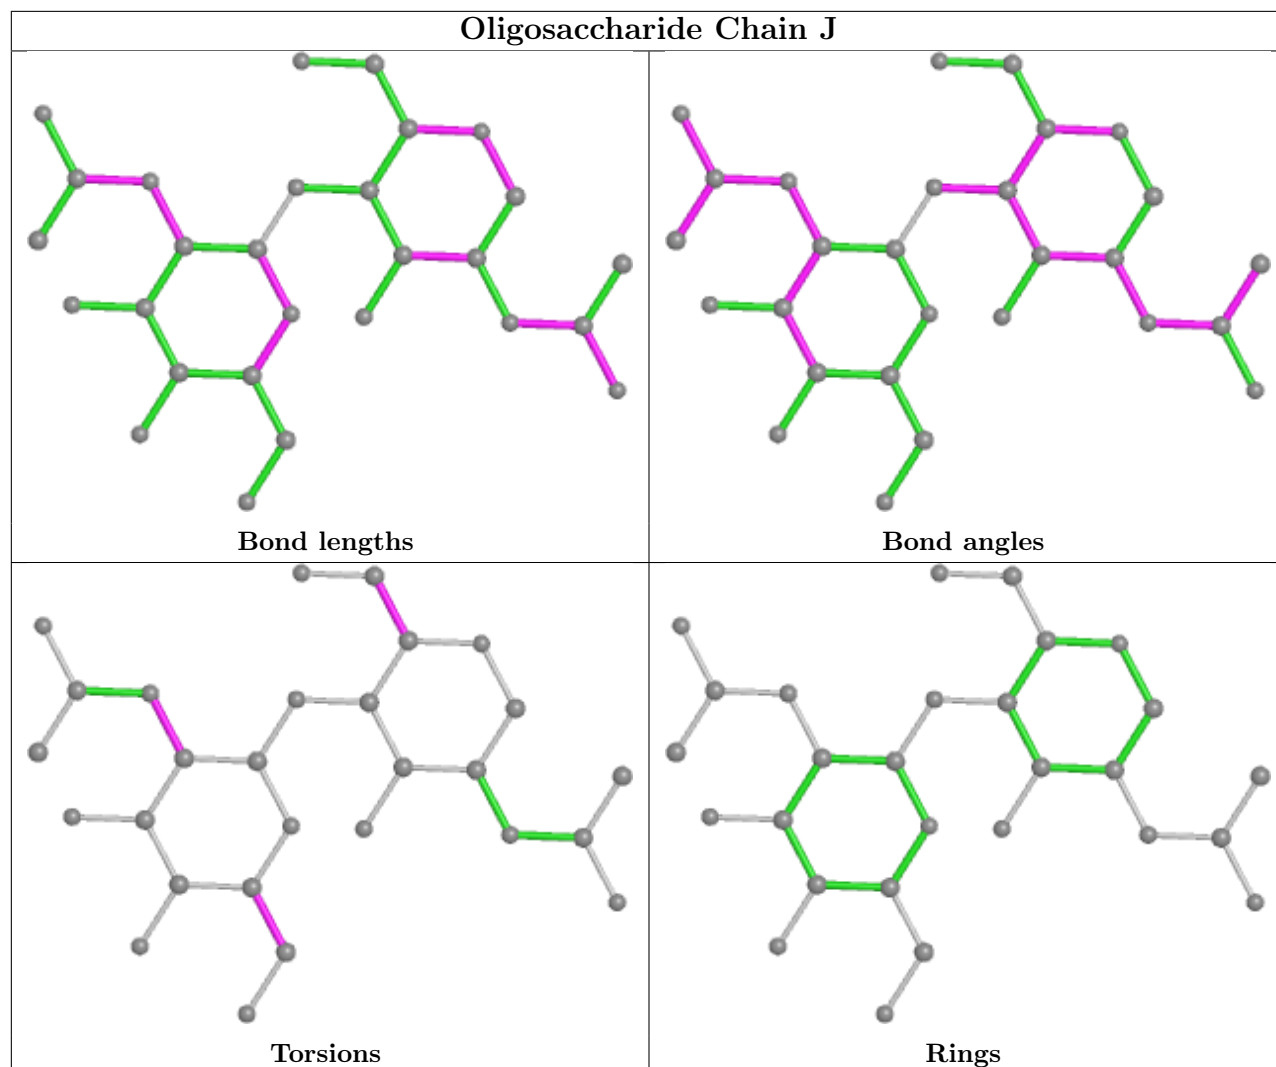 Oligosaccharide Chain J
Bond lengths
Bond angles
Torsions
Rings